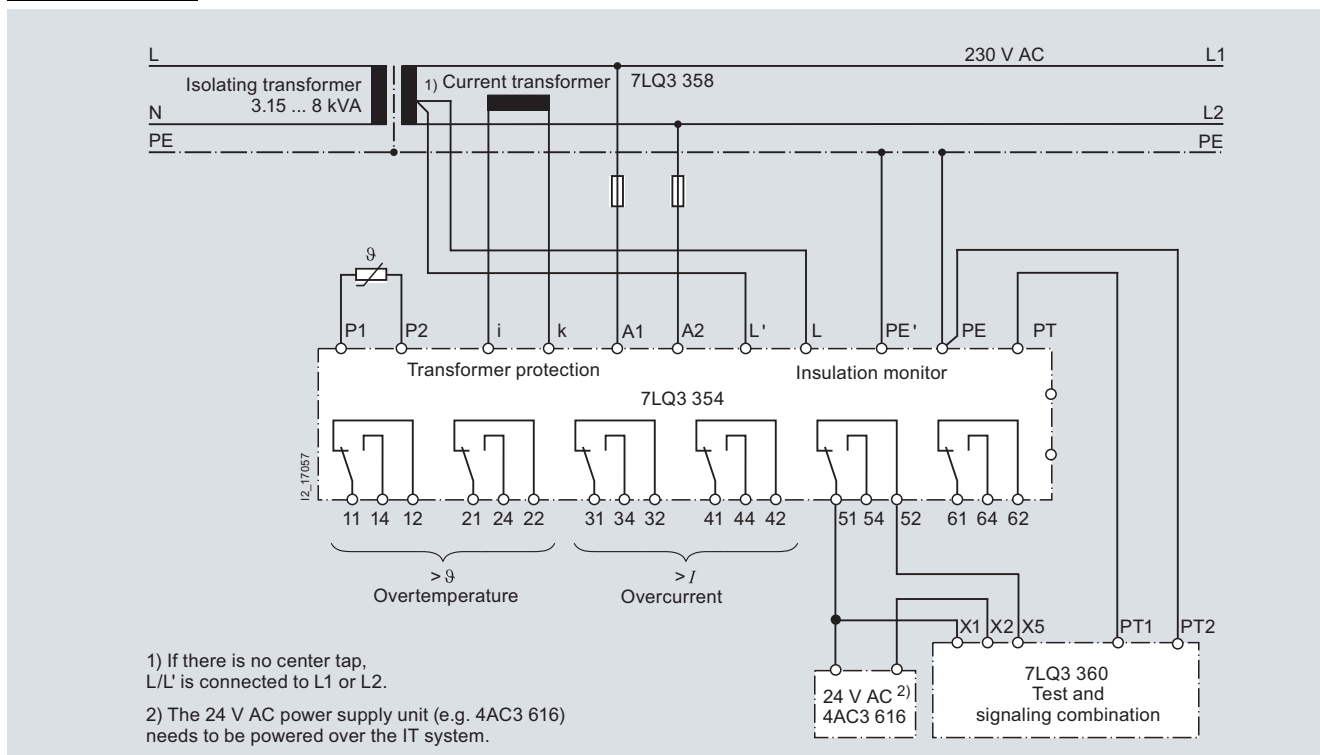 L
230 V AC
L1
Isolating transformer
3.15 ... 8 kVA
1) Current transformer
7LQ3 358
N
L2
PE
PE
ϑ
P1
P2
i
k
A1
A2
L'
L
PE'
PE
PT
Transformer protection
Insulation monitor
7LQ3 354
I2_17057
11 14 12
21 24 22
31 34 32
41 44 42
51 54 52
61 64 62
> ϑ
Overtemperature
> I
Overcurrent
X1 X2 X5
PT1
PT2
1) If there is no center tap,
L/L' is connected to L1 or L2.
2) The 24 V AC power supply unit (e.g. 4AC3 616)
needs to be powered over the IT system.
24 V AC 2)
4AC3 616
7LQ3 360
Test and
signaling combination